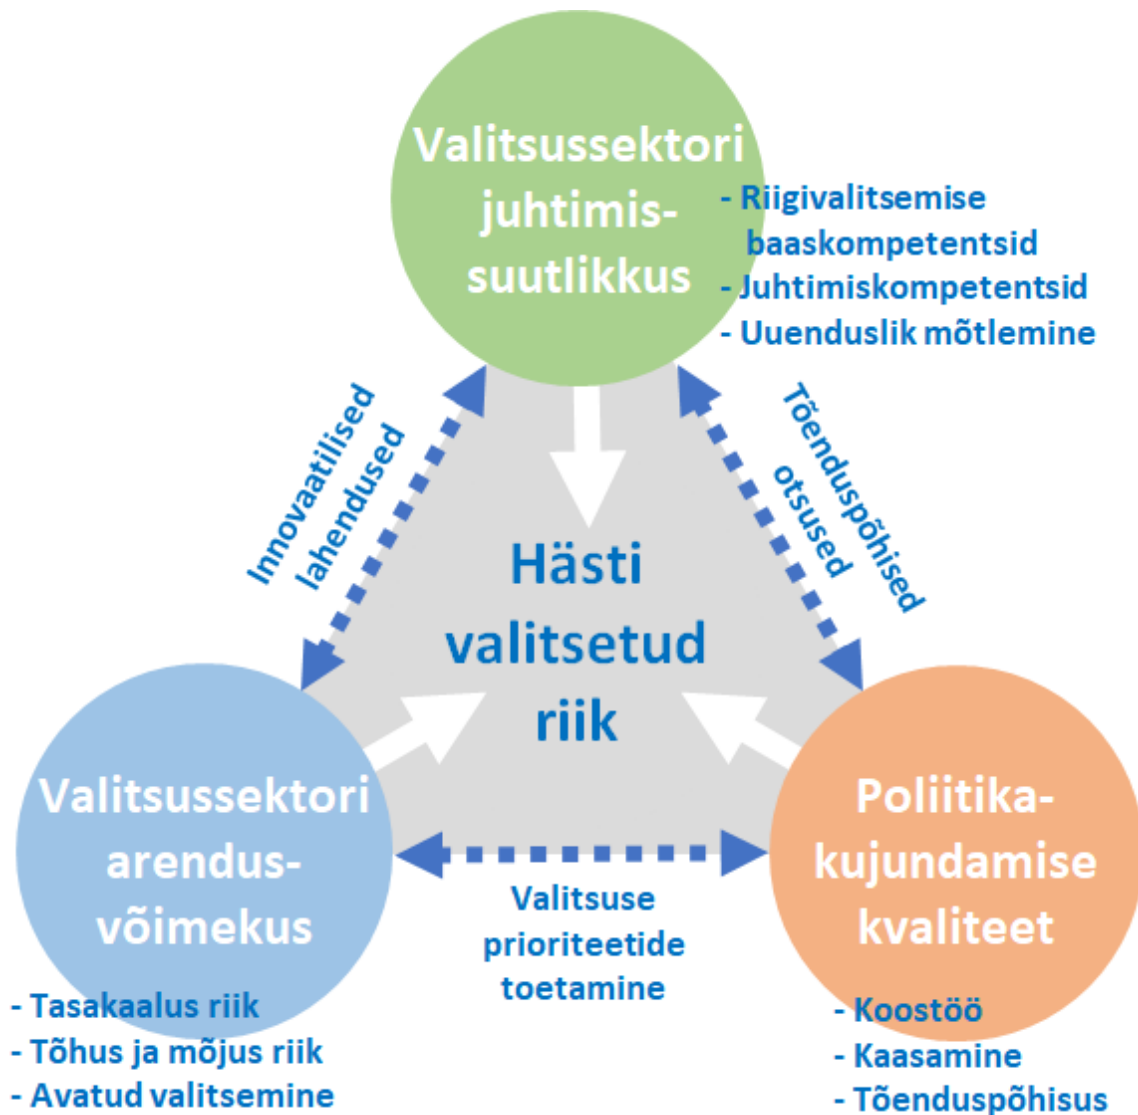 Valitsussektori
juhtimis-
suutlikkus
- Riigivalitsemise
baaskompetentsid
- Juhtimiskompetentsid
- Uuenduslik mõtlemine
Innovaatilised
lahendused
Tõenduspõhised
otsused
Hästi
valitsetud
riik
Valitsussektori
arendus-
võimekus
- Tasakaalus riik
- Tõhus ja mõjus riik
- Avatud valitsemine
Valitsuse
prioriteetide
toetamine
Poliitika-
kujundamise
kvaliteet
- Koostöö
- Kaasamine
- Tõenduspõhisus